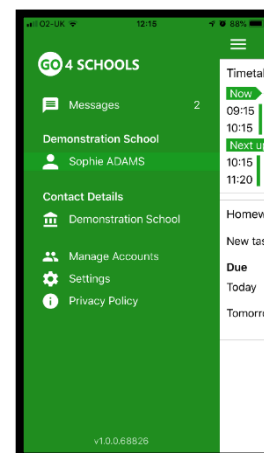 O2-UK 12:15 88%
GO 4 SCHOOLS
Messages 2
Demonstration School
Sophie ADAMS
Contact Details
Demonstration School
Manage Accounts
Settings
Privacy Policy
v1.0.0.68826
Now
09:15
10:15
Next
10:15
11:20
New
Due
Today